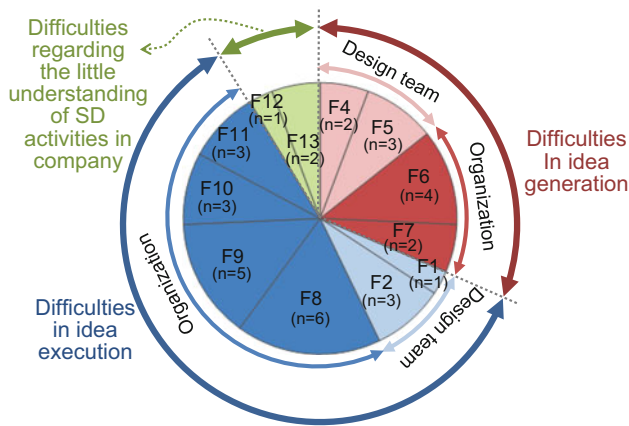 Difficulties
regarding
the little
understanding
of SD
activities in
company
Design team
Organization
Difficulties
In idea
generation
F12
(n=1)
F13
(n=2)
F4
(n=2)
F5
(n=3)
F6
(n=4)
F7
(n=2)
F1
(n=1)
F2
(n=3)
F8
(n=6)
F9
(n=5)
F10
(n=3)
F11
(n=3)
Design team
Organization
Difficulties
in idea
execution